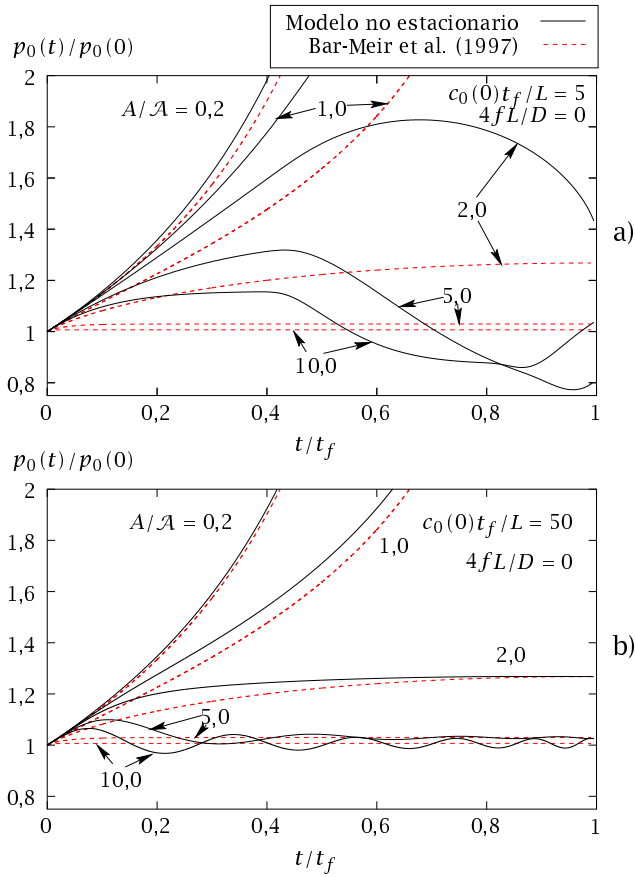 Modelo no estacionario
Bar-Meir et al. (1997)
p₀(t)/p₀(0)
2
1,8
1,6
1,4
1,2
1
0,8
A/𝒜 = 0,2
1,0
c₀(0)t_f/L = 5
4fL/D = 0
2,0
5,0
10,0
a)
0
0,2
0,4
0,6
0,8
1
t/t_f
p₀(t)/p₀(0)
2
1,8
1,6
1,4
1,2
1
0,8
A/𝒜 = 0,2
c₀(0)t_f/L = 50
1,0
4fL/D = 0
2,0
5,0
10,0
b)
0
0,2
0,4
0,6
0,8
1
t/t_f